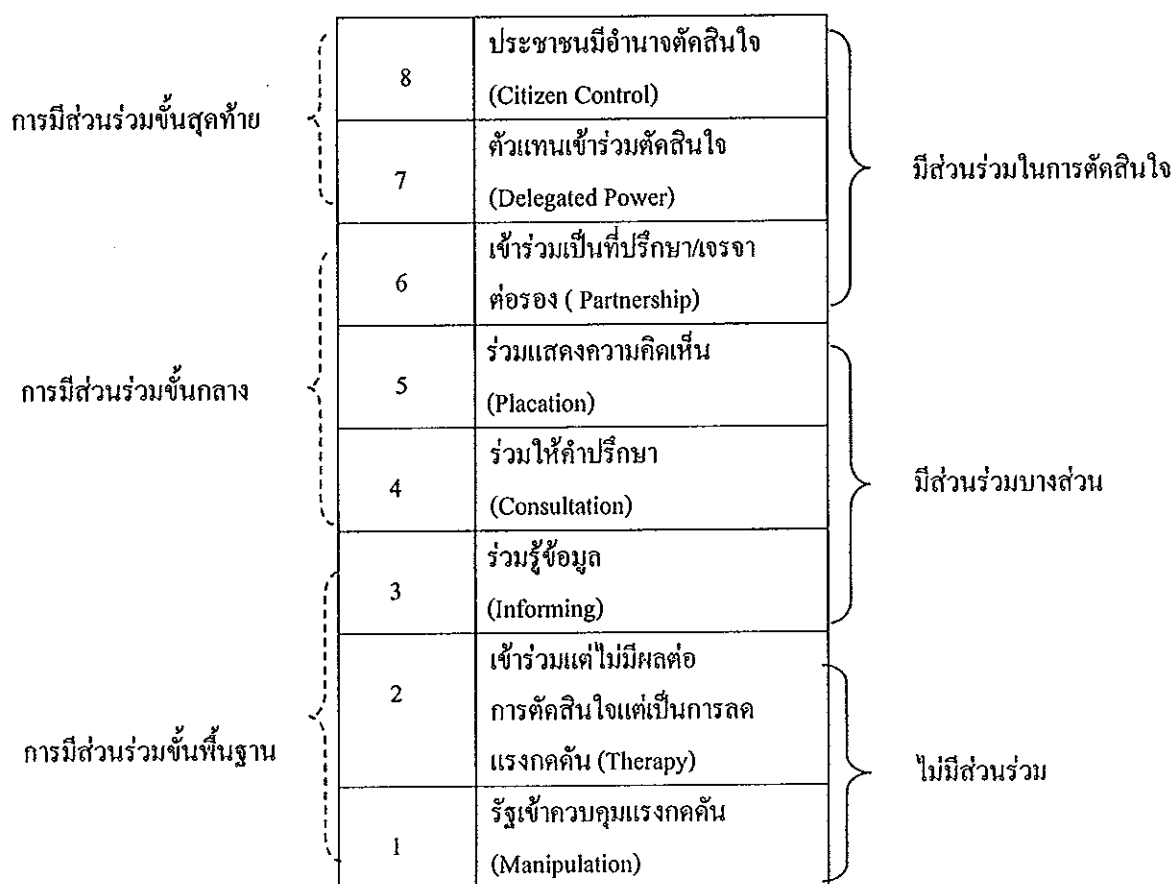 ประชาชนมีอำนาจตัดสินใจ
8
(Citizen Control)
การมีส่วนร่วมขั้นสุดท้าย
ตัวแทนเข้าร่วมตัดสินใจ
มีส่วนร่วมในการตัดสินใจ
7
(Delegated Power)
เข้าร่วมเป็นที่ปรึกษา/เจรจา
6
ต่อรอง ( Partnership)
ร่วมแสดงความคิดเห็น
การมีส่วนร่วมขั้นกลาง
5
(Placation)
ร่วมให้คำปรึกษา
4
(Consultation)
มีส่วนร่วมบางส่วน
ร่วมรู้ข้อมูล
3
(Informing)
เข้าร่วมแต่ไม่มีผลต่อ
2
การตัดสินใจแต่เป็นการลด
แรงกดดัน (Therapy)
การมีส่วนร่วมขั้นพื้นฐาน
ไม่มีส่วนร่วม
รัฐเข้าควบคุมแรงกดดัน
1
(Manipulation)